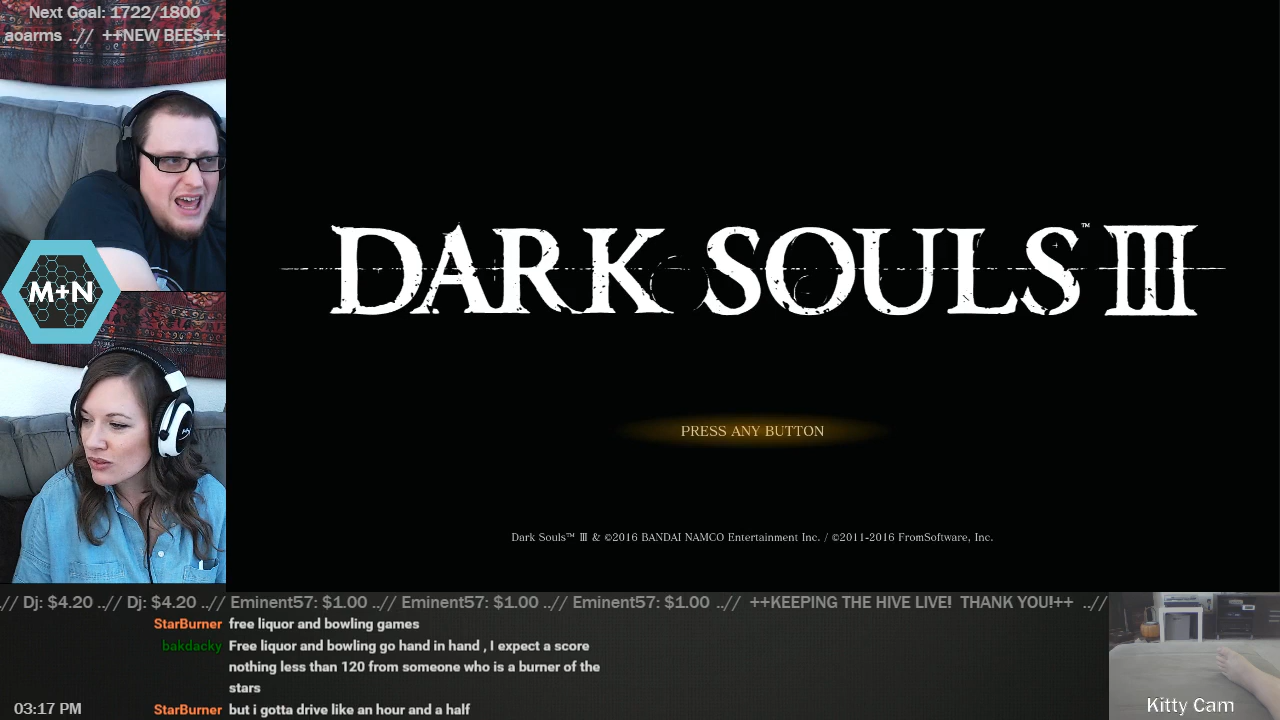 Next Goal: 1722/1800
aoarms ..// ++NEW BEES++
M+N
DARK SOULS™ III
PRESS ANY BUTTON
Dark Souls™ III & ©2016 BANDAI NAMCO Entertainment Inc. / ©2011-2016 FromSoftware, Inc.
.// Dj: $4.20 ..// Dj: $4.20 ..// Eminent57: $1.00 ..// Eminent57: $1.00 ..// Eminent57: $1.00 ..// ++KEEPING THE HIVE LIVE! THANK YOU!++ ..//
StarBurner free liquor and bowling games
bakdacky Free liquor and bowling go hand in hand , I expect a score
nothing less than 120 from someone who is a burner of the
stars
StarBurner but i gotta drive like an hour and a half
03:17 PM
Kitty Cam